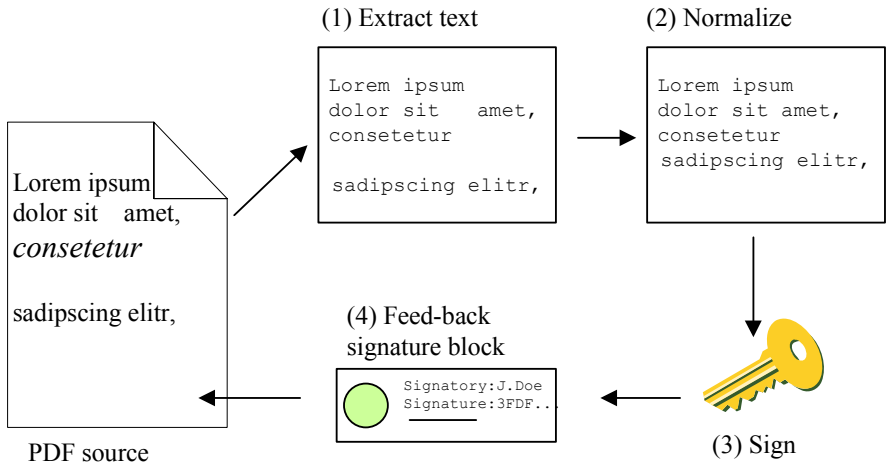 (1) Extract text
Lorem ipsum
dolor sit amet,
consetetur
sadipscing elitr,
(2) Normalize
Lorem ipsum
dolor sit amet,
consetetur
sadipscing elitr,
Lorem ipsum
dolor sit amet,
consetetur
sadipscing elitr,
PDF source
(4) Feed-back
signature block
Signatory:J.Doe
Signature:3FDF...
(3) Sign